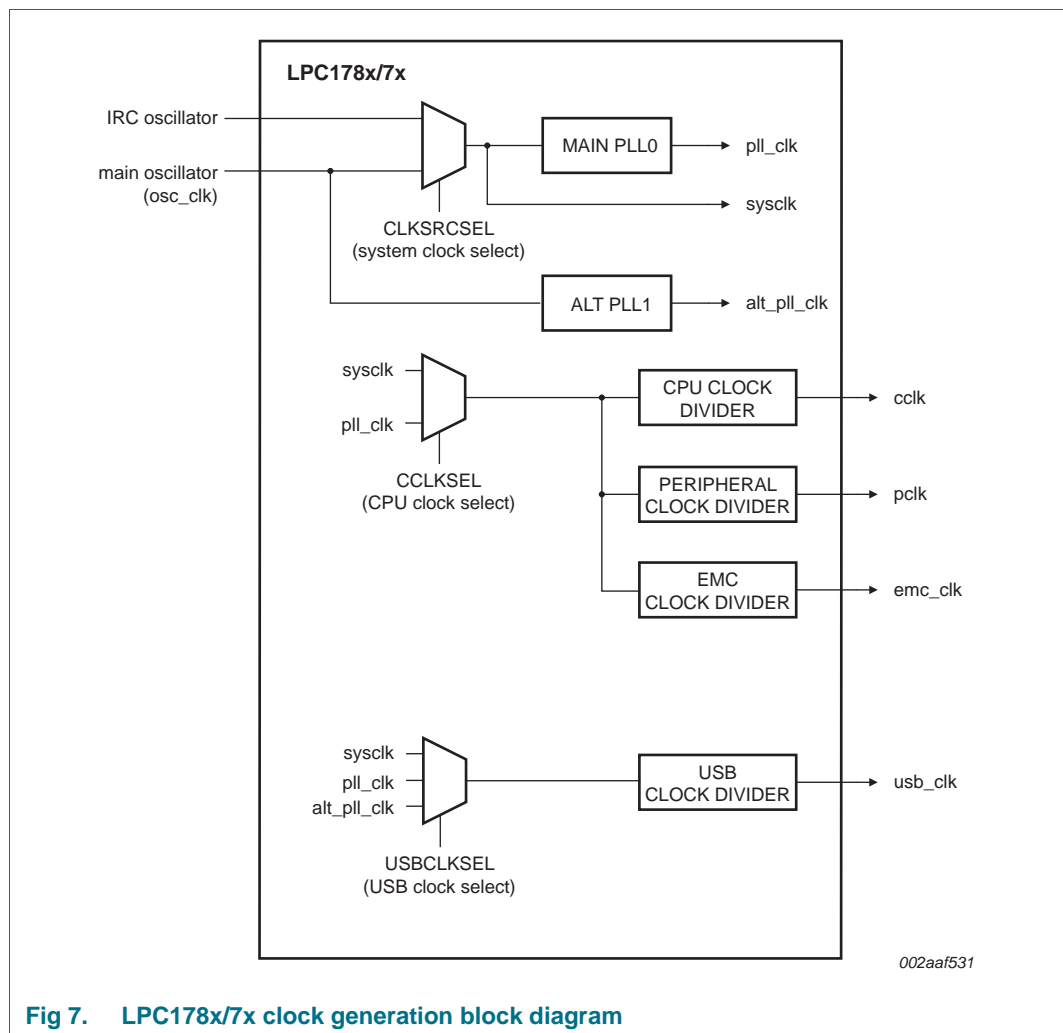 LPC178x/7x
IRC oscillator
main oscillator
(osc_clk)
MAIN PLL0
pll_clk
sysclk
CLKSRCSEL
(system clock select)
ALT PLL1
alt_pll_clk
sysclk
pll_clk
CCLKSEL
(CPU clock select)
CPU CLOCK
DIVIDER
cclk
PERIPHERAL
CLOCK DIVIDER
pclk
EMC
CLOCK DIVIDER
emc_clk
sysclk
pll_clk
alt_pll_clk
USBCLKSEL
(USB clock select)
USB
CLOCK DIVIDER
usb_clk
002aaf531
Fig 7. LPC178x/7x clock generation block diagram